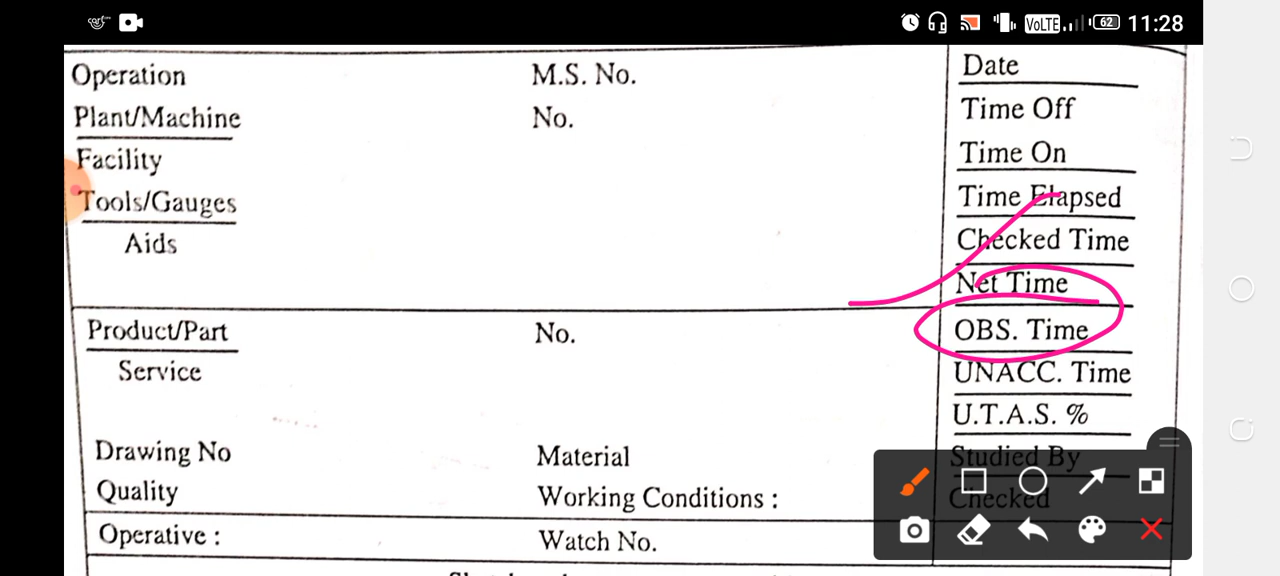 VoLTE 62 11:28
Operation M.S. No. Date
Plant/Machine No. Time Off
Facility Time On
Tools/Gauges Time Elapsed
Aids Checked Time
Net Time
Product/Part No. OBS. Time
Service UNACC. Time
U.T.A.S. %
Drawing No Material Studied By
Quality Working Conditions : Checked
Operative : Watch No.